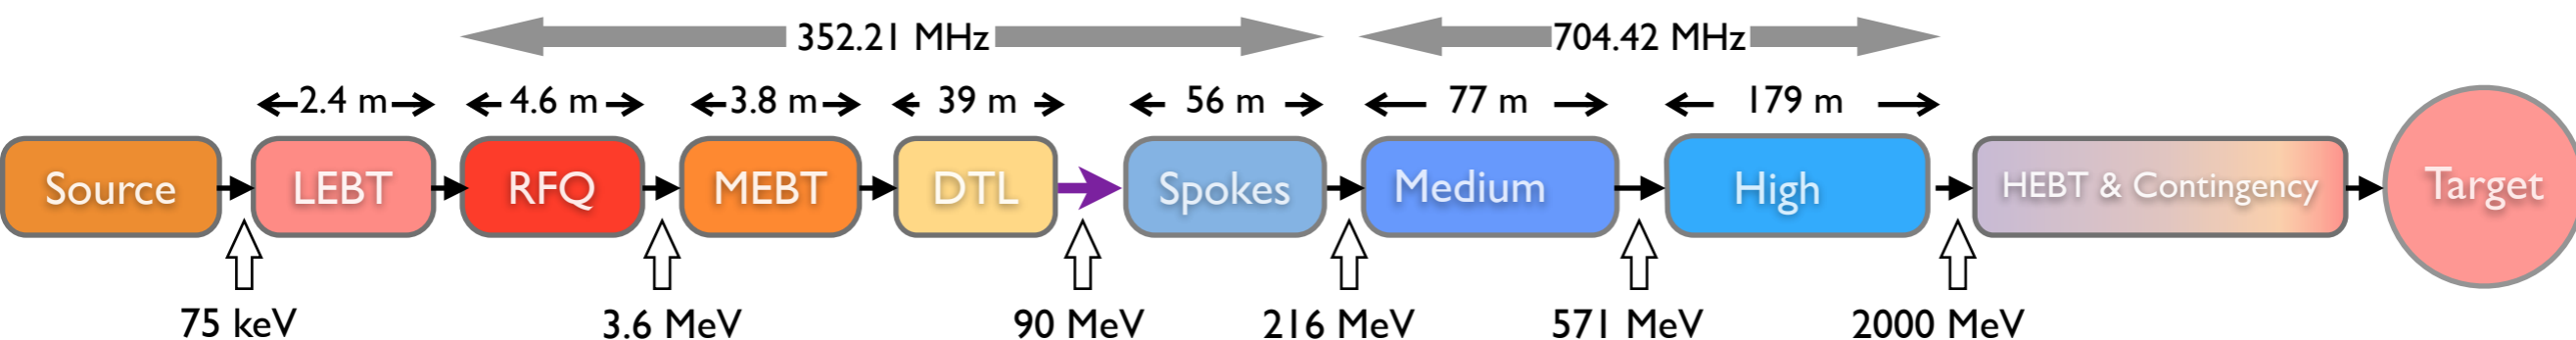 352.21 MHz
704.42 MHz
2.4 m
4.6 m
3.8 m
39 m
56 m
77 m
179 m
Source
LEBT
RFQ
MEBT
DTL
Spokes
Medium
High
HEBT & Contingency
Target
75 keV
3.6 MeV
90 MeV
216 MeV
571 MeV
2000 MeV